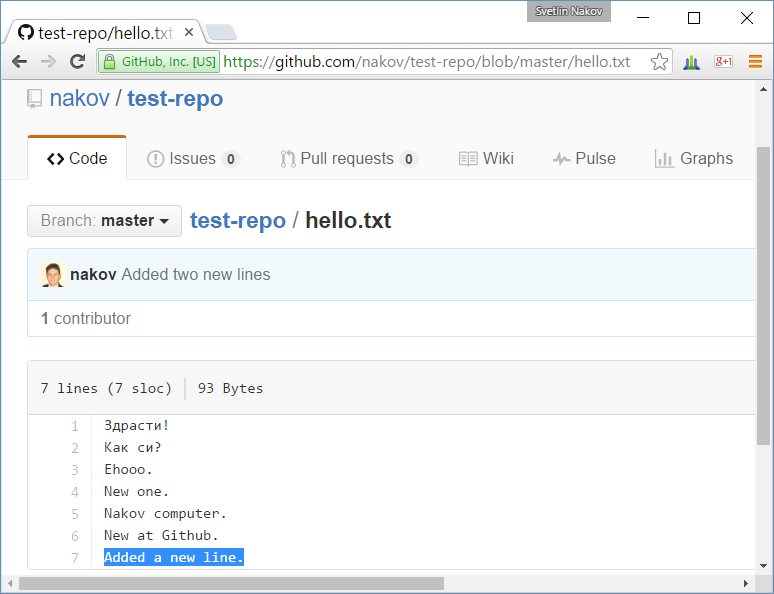 Svetlin Nakov
test-repo/hello.txt
GitHub, Inc. [US] https://github.com/nakov/test-repo/blob/master/hello.txt
g+1
nakov / test-repo
Code
Issues 0
Pull requests 0
Wiki
Pulse
Graphs
Branch: master
test-repo / hello.txt
nakov Added two new lines
1 contributor
7 lines (7 sloc) 93 Bytes
1 Здрасти!
2 Как си?
3 Ehooo.
4 New one.
5 Nakov computer.
6 New at Github.
7 Added a new line.